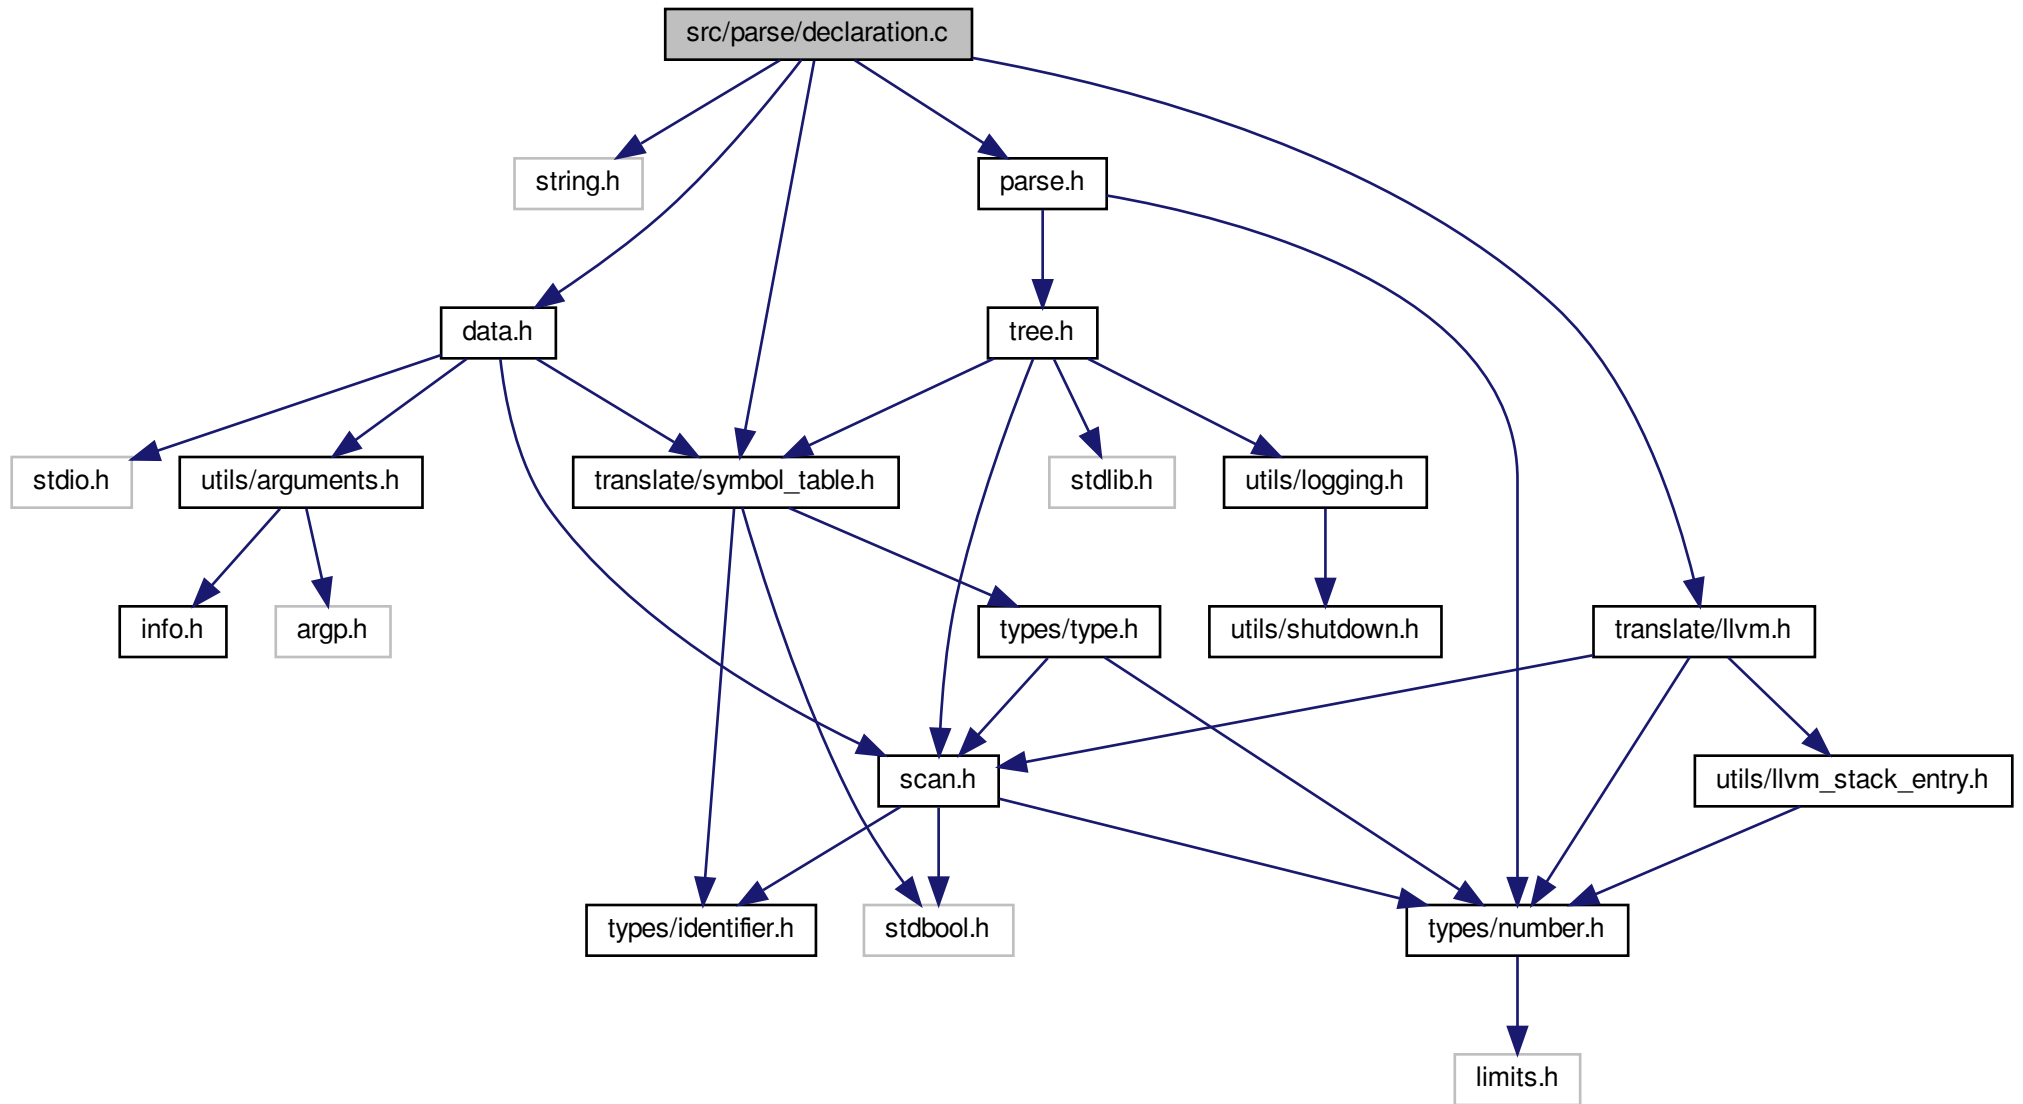 src/parse/declaration.c
string.h
parse.h
data.h
tree.h
stdio.h
utils/arguments.h
translate/symbol_table.h
stdlib.h
utils/logging.h
info.h
argp.h
types/type.h
utils/shutdown.h
translate/llvm.h
scan.h
utils/llvm_stack_entry.h
types/identifier.h
stdbool.h
types/number.h
limits.h